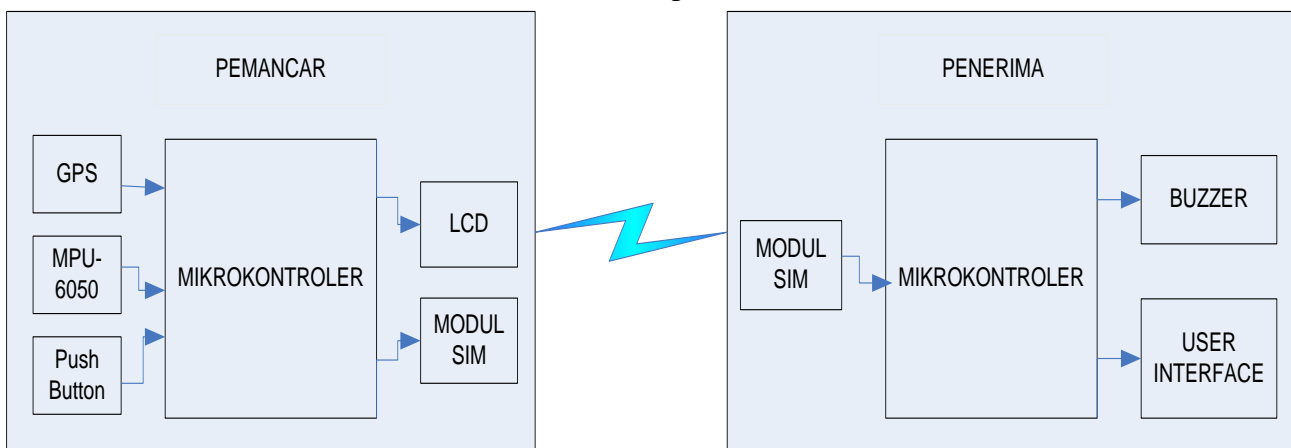 PEMANCAR
GPS
MPU-
6050
Push
Button
MIKROKONTROLER
LCD
MODUL
SIM
PENERIMA
MODUL
SIM
MIKROKONTROLER
BUZZER
USER
INTERFACE